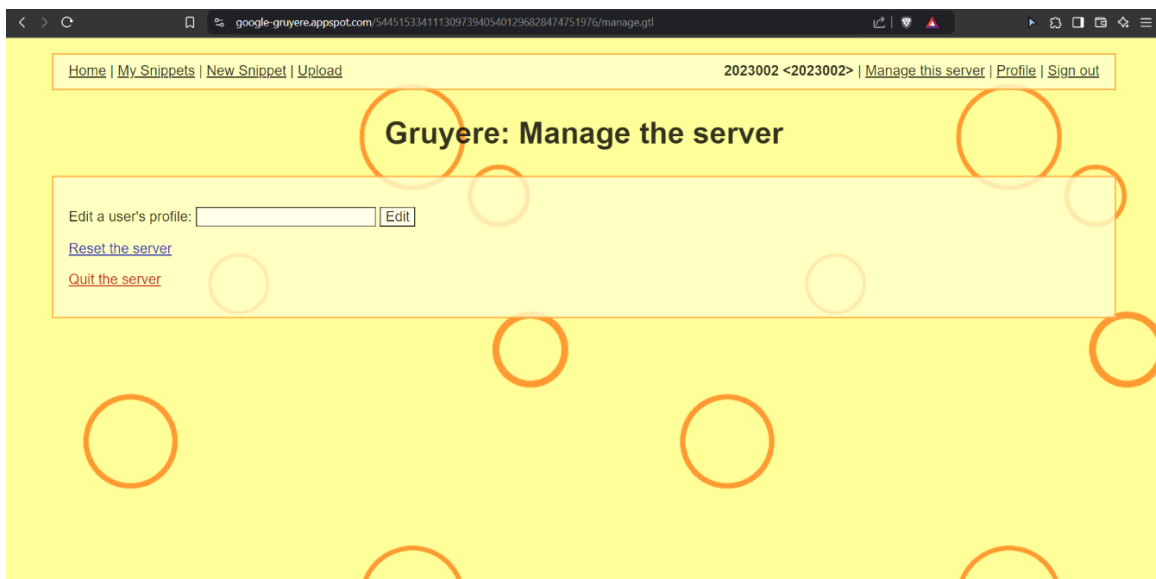 google-gruyere.appspot.com/544515334111309739405401296828474751976/manage.gtl
Home | My Snippets | New Snippet | Upload
2023002 <2023002> | Manage this server | Profile | Sign out
Gruyere: Manage the server
Edit a user's profile: Edit
Reset the server
Quit the server